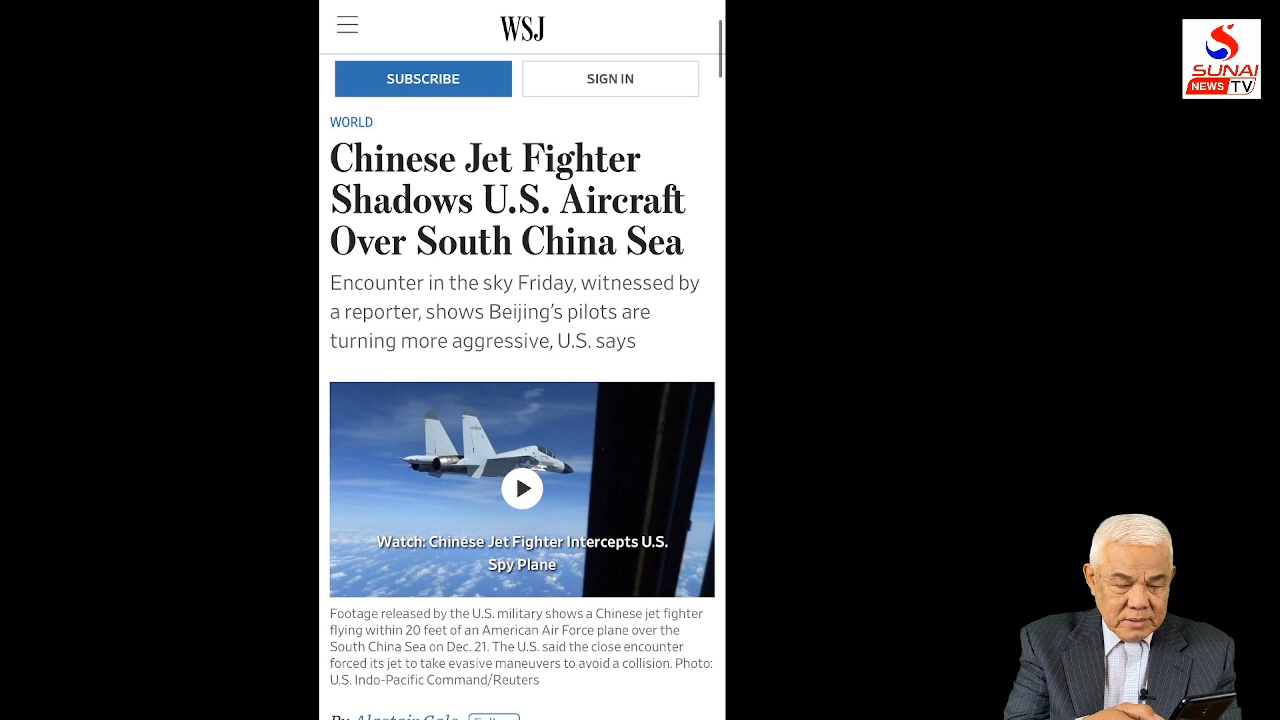 WSJ
SUBSCRIBE
SIGN IN
WORLD
Chinese Jet Fighter
Shadows U.S. Aircraft
Over South China Sea
Encounter in the sky Friday, witnessed by
a reporter, shows Beijing's pilots are
turning more aggressive, U.S. says
Watch: Chinese Jet Fighter Intercepts U.S.
Spy Plane
Footage released by the U.S. military shows a Chinese jet fighter
flying within 20 feet of an American Air Force plane over the
South China Sea on Dec. 21. The U.S. said the close encounter
forced its jet to take evasive maneuvers to avoid a collision. Photo:
U.S. Indo-Pacific Command/Reuters
By Alastair Gale
SUNAI
NEWS TV